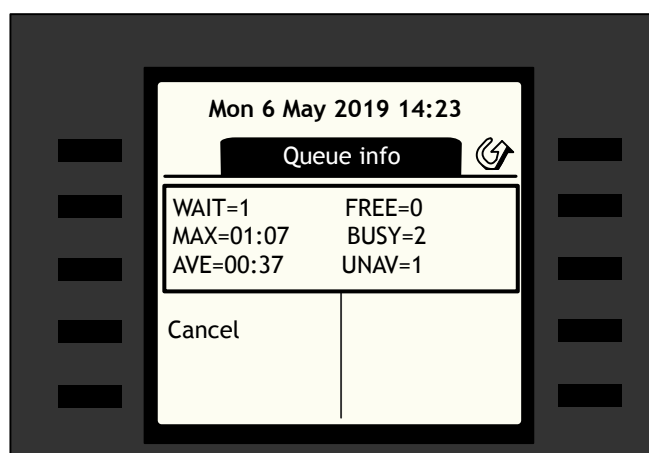 Mon 6 May 2019 14:23
Queue info
WAIT=1 FREE=0
MAX=01:07 BUSY=2
AVE=00:37 UNAV=1
Cancel